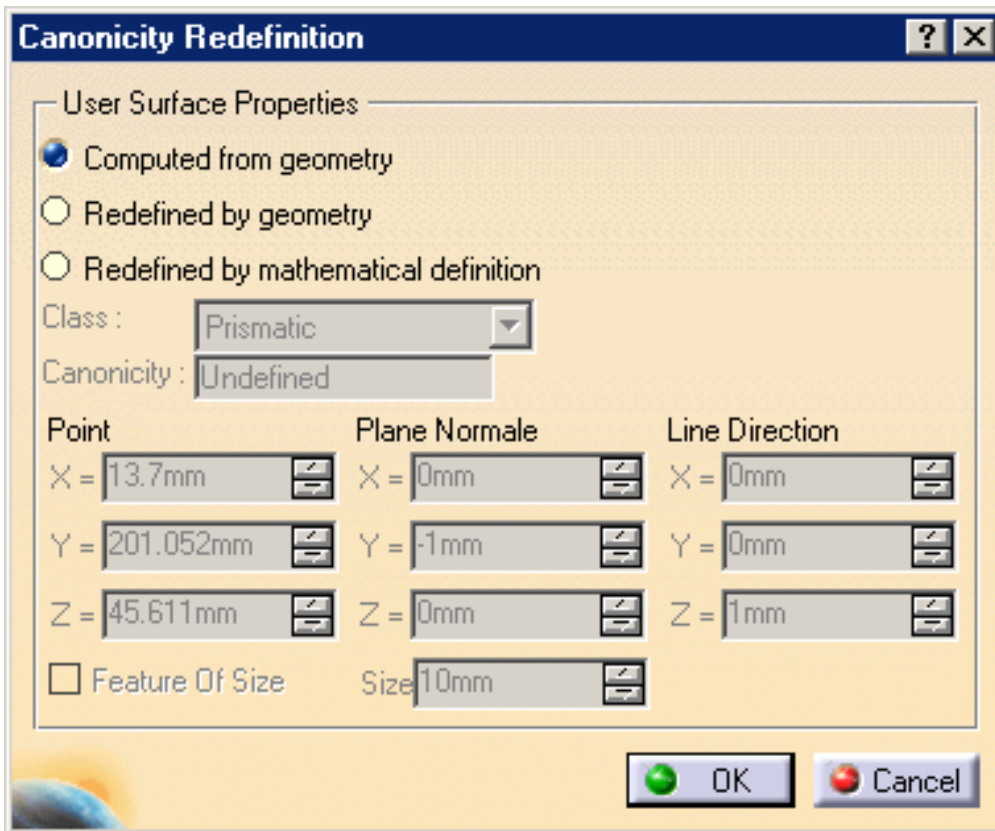 Canonicity Redefinition ?
User Surface Properties
Computed from geometry
Redefined by geometry
Redefined by mathematical definition
Class : Prismatic
Canonicity : Undefined
Point Plane Normale Line Direction
X = 13.7mm X = 0mm X = 0mm
Y = 201.052mm Y = -1mm Y = 0mm
Z = 45.611mm Z = 0mm Z = 1mm
Feature Of Size Size 10mm
OK Cancel